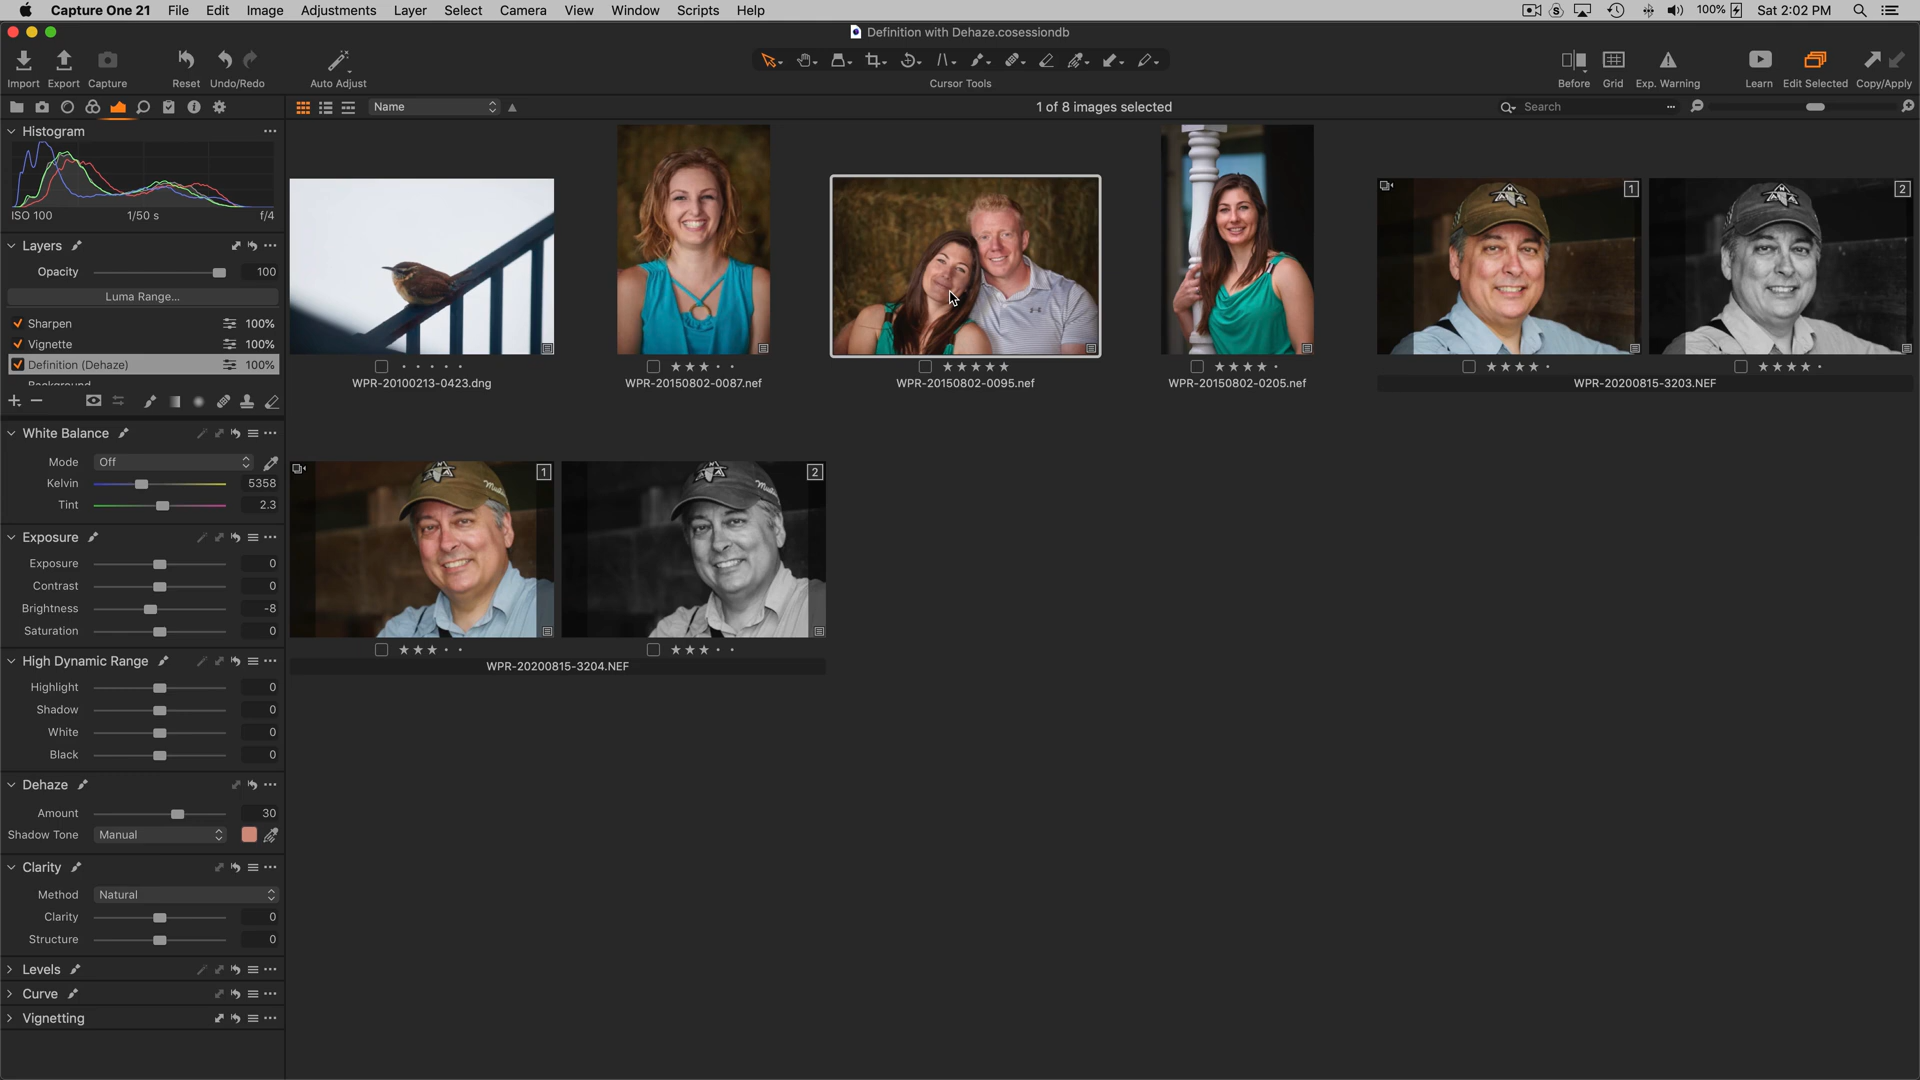 Capture One 21 File Edit Image Adjustments Layer Select Camera View Window Scripts Help 100% Sat 2:02 PM
Definition with Dehaze.cosessiondb
Import Export Capture Reset Undo/Redo Auto Adjust Cursor Tools Before Grid Exp. Warning Learn Edit Selected Copy/Apply
Name 1 of 8 images selected Search
Histogram
ISO 100 1/50 s f/4
Layers
Opacity 100
Luma Range...
Sharpen 100%
Vignette 100%
Definition (Dehaze) 100%
Background
White Balance
Mode Off
Kelvin 5358
Tint 2.3
Exposure
Exposure 0
Contrast 0
Brightness -8
Saturation 0
High Dynamic Range
Highlight 0
Shadow 0
White 0
Black 0
Dehaze
Amount 30
Shadow Tone Manual
Clarity
Method Natural
Clarity 0
Structure 0
Levels
Curve
Vignetting
1 2
WPR-20100213-0423.dng WPR-20150802-0087.nef WPR-20150802-0095.nef WPR-20150802-0205.nef WPR-20200815-3203.NEF
1 2
WPR-20200815-3204.NEF